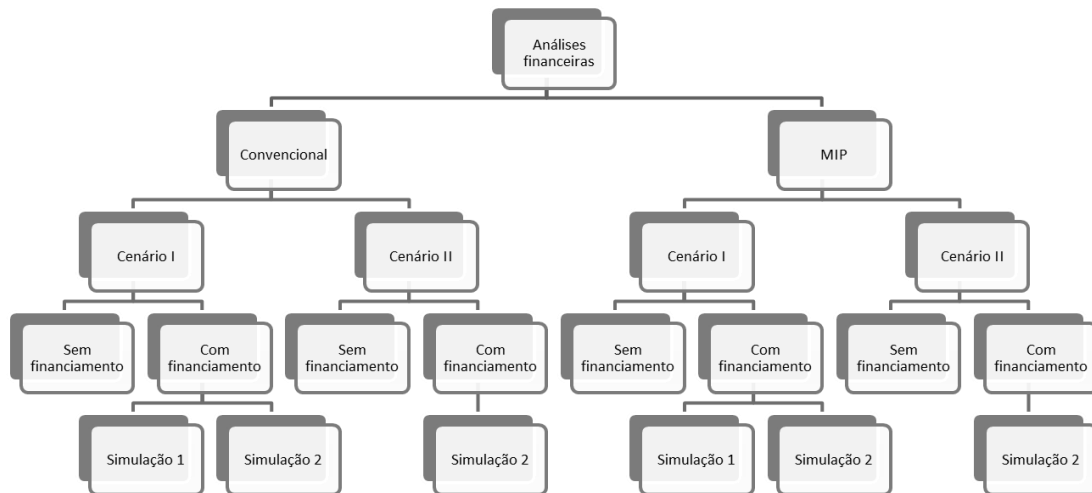 Análises
financeiras
Convencional
MIP
Cenário I
Cenário II
Cenário I
Cenário II
Sem
financiamento
Com
financiamento
Sem
financiamento
Com
financiamento
Sem
financiamento
Com
financiamento
Sem
financiamento
Com
financiamento
Simulação 1
Simulação 2
Simulação 2
Simulação 1
Simulação 2
Simulação 2